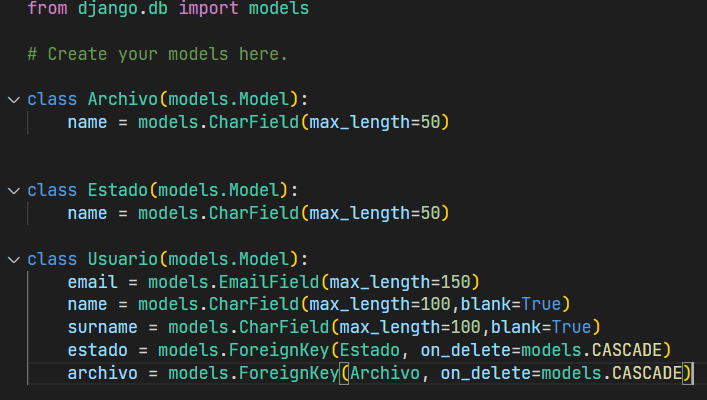 from django.db import models
# Create your models here.
class Archivo(models.Model):
    name = models.CharField(max_length=50)
class Estado(models.Model):
    name = models.CharField(max_length=50)
class Usuario(models.Model):
    email = models.EmailField(max_length=150)
    name = models.CharField(max_length=100,blank=True)
    surname = models.CharField(max_length=100,blank=True)
    estado = models.ForeignKey(Estado, on_delete=models.CASCADE)
    archivo = models.ForeignKey(Archivo, on_delete=models.CASCADE)